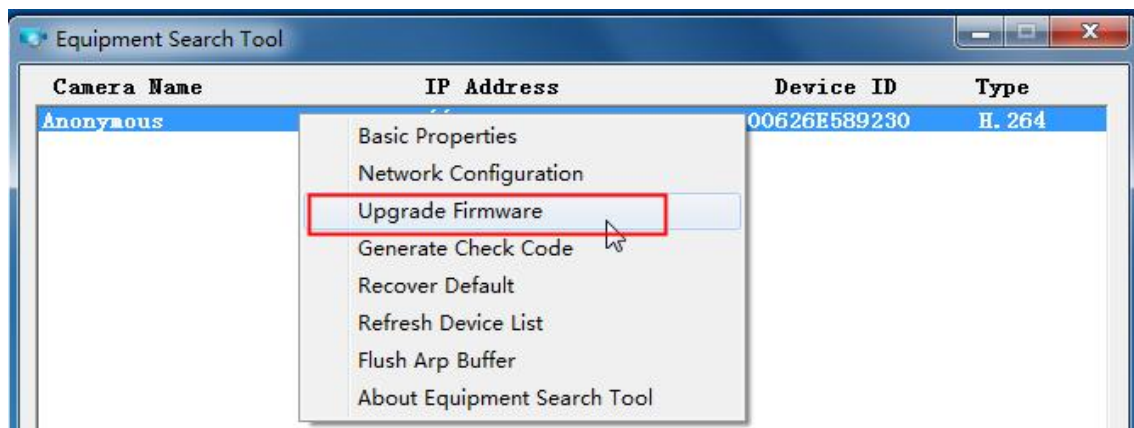 Equipment Search Tool
Camera Name IP Address Device ID Type
Anonymous 00626E589230 H.264
Basic Properties
Network Configuration
Upgrade Firmware
Generate Check Code
Recover Default
Refresh Device List
Flush Arp Buffer
About Equipment Search Tool